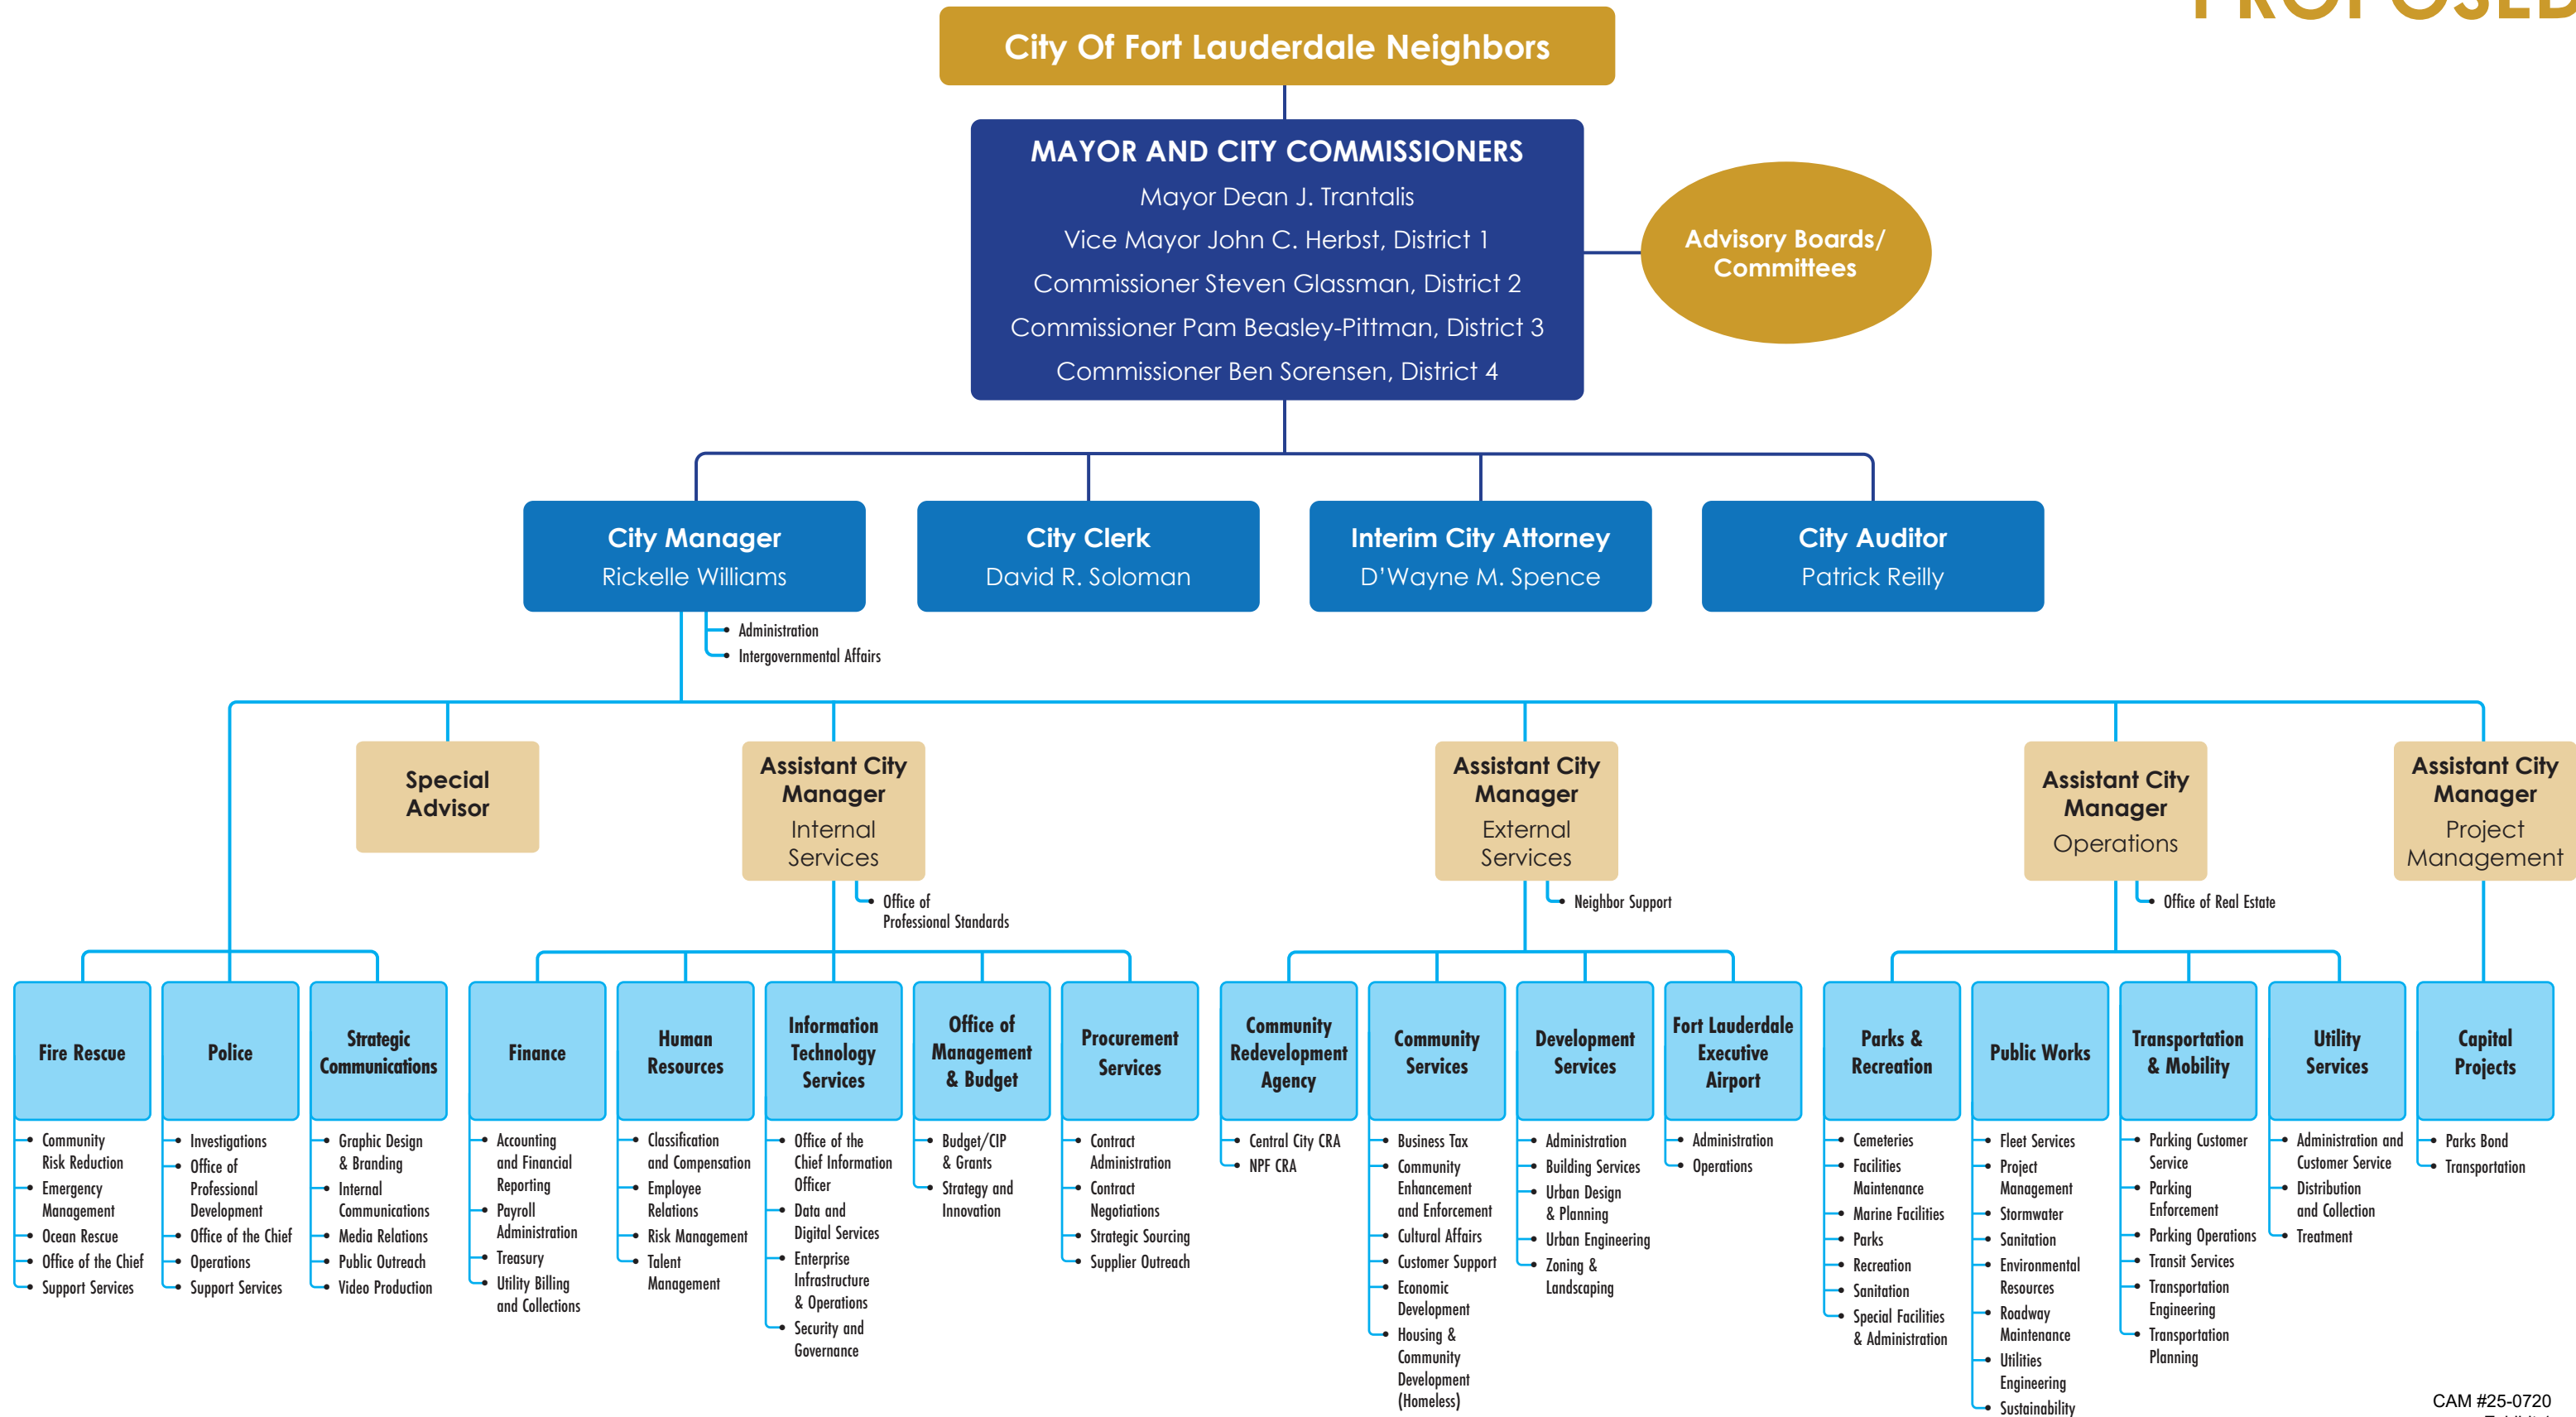 PROPOSED
City Of Fort Lauderdale Neighbors
MAYOR AND CITY COMMISSIONERS
Mayor Dean J. Trantalis
Vice Mayor John C. Herbst, District 1
Commissioner Steven Glassman, District 2
Commissioner Pam Beasley-Pittman, District 3
Commissioner Ben Sorensen, District 4
Advisory Boards/
Committees
City Manager
Rickelle Williams
City Clerk
David R. Soloman
Interim City Attorney
D'Wayne M. Spence
City Auditor
Patrick Reilly
• Administration
• Intergovernmental Affairs
Special
Advisor
Assistant City
Manager
Internal
Services
• Office of
Professional Standards
Assistant City
Manager
External
Services
• Neighbor Support
Assistant City
Manager
Operations
• Office of Real Estate
Assistant City
Manager
Project
Management
Fire Rescue
• Community
Risk Reduction
• Emergency
Management
• Ocean Rescue
• Office of the Chief
• Support Services
Police
• Investigations
• Office of
Professional
Development
• Office of the Chief
• Operations
• Support Services
Strategic
Communications
• Graphic Design
& Branding
• Internal
Communications
• Media Relations
• Public Outreach
• Video Production
Finance
• Accounting
and Financial
Reporting
• Payroll
Administration
• Treasury
• Utility Billing
and Collections
Human
Resources
• Classification
and Compensation
• Employee
Relations
• Risk Management
• Talent
Management
Information
Technology
Services
• Office of the
Chief Information
Officer
• Data and
Digital Services
• Enterprise
Infrastructure
& Operations
• Security and
Governance
Office of
Management
& Budget
• Budget/CIP
& Grants
• Strategy and
Innovation
Procurement
Services
• Contract
Administration
• Contract
Negotiations
• Strategic Sourcing
• Supplier Outreach
Community
Redevelopment
Agency
• Central City CRA
• NPF CRA
Community
Services
• Business Tax
• Community
Enhancement
and Enforcement
• Cultural Affairs
• Customer Support
• Economic
Development
• Housing &
Community
Development
(Homeless)
Development
Services
• Administration
• Building Services
• Urban Design
& Planning
• Urban Engineering
• Zoning &
Landscaping
Fort Lauderdale
Executive
Airport
• Administration
• Operations
Parks &
Recreation
• Cemeteries
• Facilities
Maintenance
• Marine Facilities
• Parks
• Recreation
• Sanitation
• Special Facilities
& Administration
Public Works
• Fleet Services
• Project
Management
• Stormwater
• Sanitation
• Environmental
Resources
• Roadway
Maintenance
• Utilities
Engineering
• Sustainability
Transportation
& Mobility
• Parking Customer
Service
• Parking
Enforcement
• Parking Operations
• Transit Services
• Transportation
Engineering
• Transportation
Planning
Utility
Services
• Administration and
Customer Service
• Distribution
and Collection
• Treatment
Capital
Projects
• Parks Bond
• Transportation
CAM #25-0720